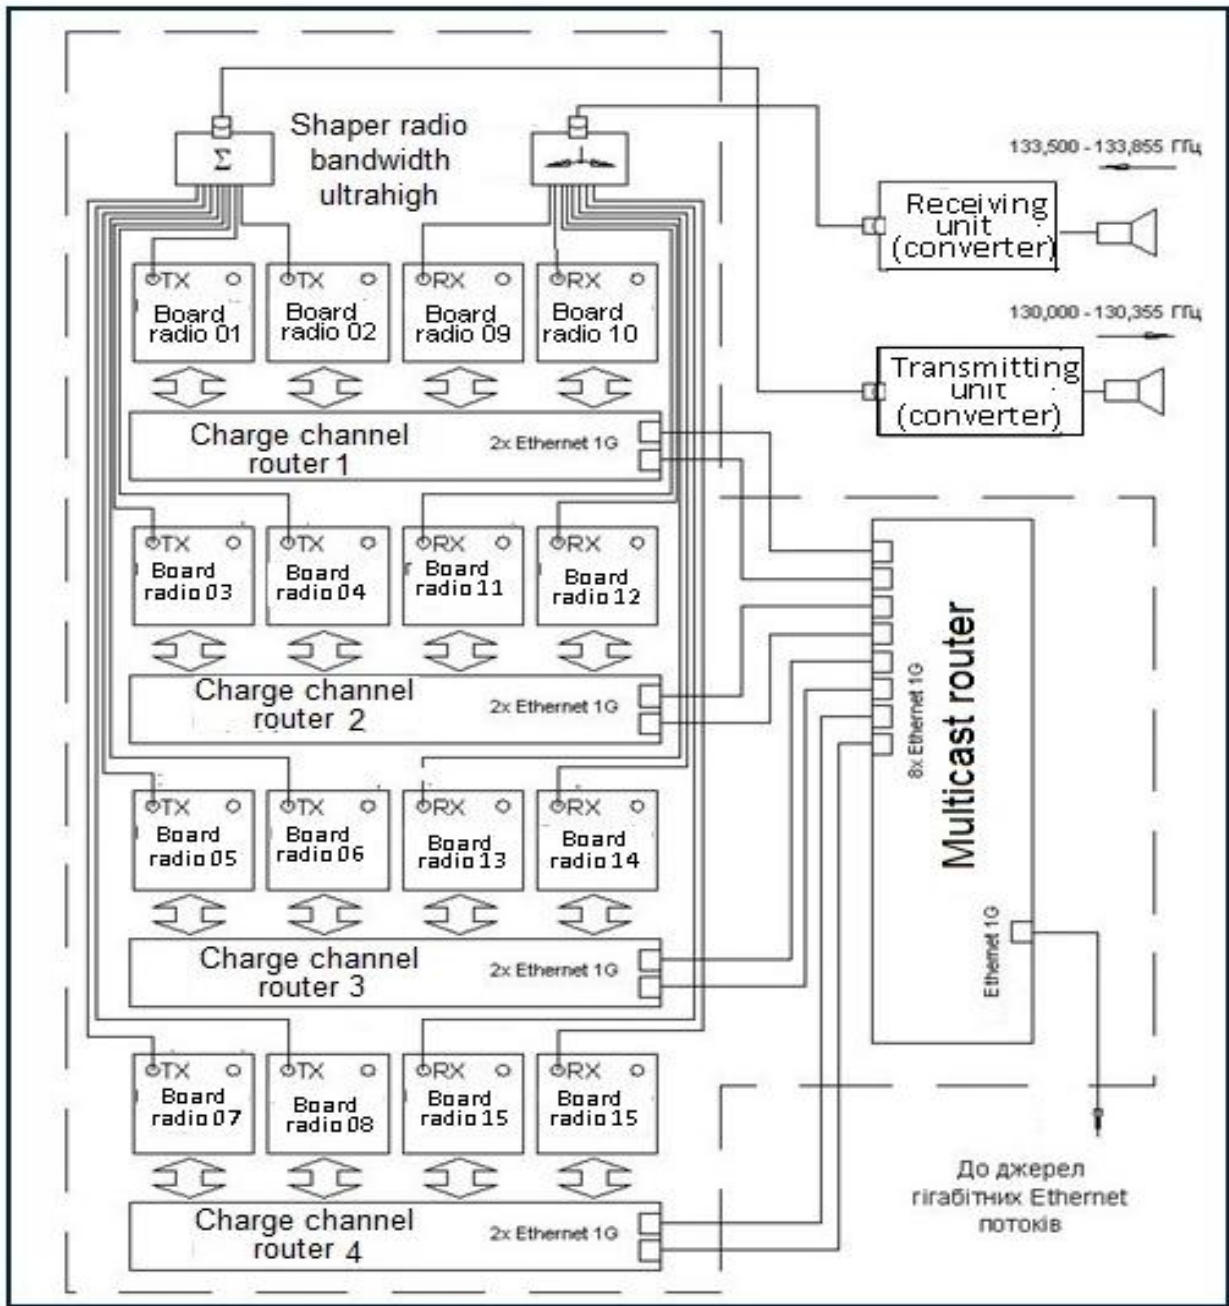 Σ
Shaper radio
bandwidth
ultrahigh
133,500 - 133,855 ГГц
Receiving
unit
(converter)
130,000 - 130,355 ГГц
Transmitting
unit
(converter)
TX
Board
radio 01
TX
Board
radio 02
RX
Board
radio 09
RX
Board
radio 10
Charge channel
router 1
2x Ethernet 1G
TX
Board
radio 03
TX
Board
radio 04
RX
Board
radio 11
RX
Board
radio 12
Charge channel
router 2
2x Ethernet 1G
TX
Board
radio 05
TX
Board
radio 06
RX
Board
radio 13
RX
Board
radio 14
Charge channel
router 3
2x Ethernet 1G
TX
Board
radio 07
TX
Board
radio 08
RX
Board
radio 15
RX
Board
radio 15
Charge channel
router 4
2x Ethernet 1G
8x Ethernet 1G
Multicast router
Ethernet 1G
До джерел
гігабітних Ethernet
потоків